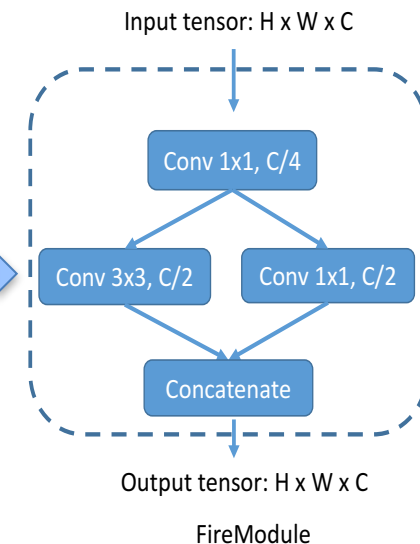 Input tensor: H x W x C
Conv 1x1, C/4
Conv 3x3, C/2
Conv 1x1, C/2
Concatenate
Output tensor: H x W x C
FireModule